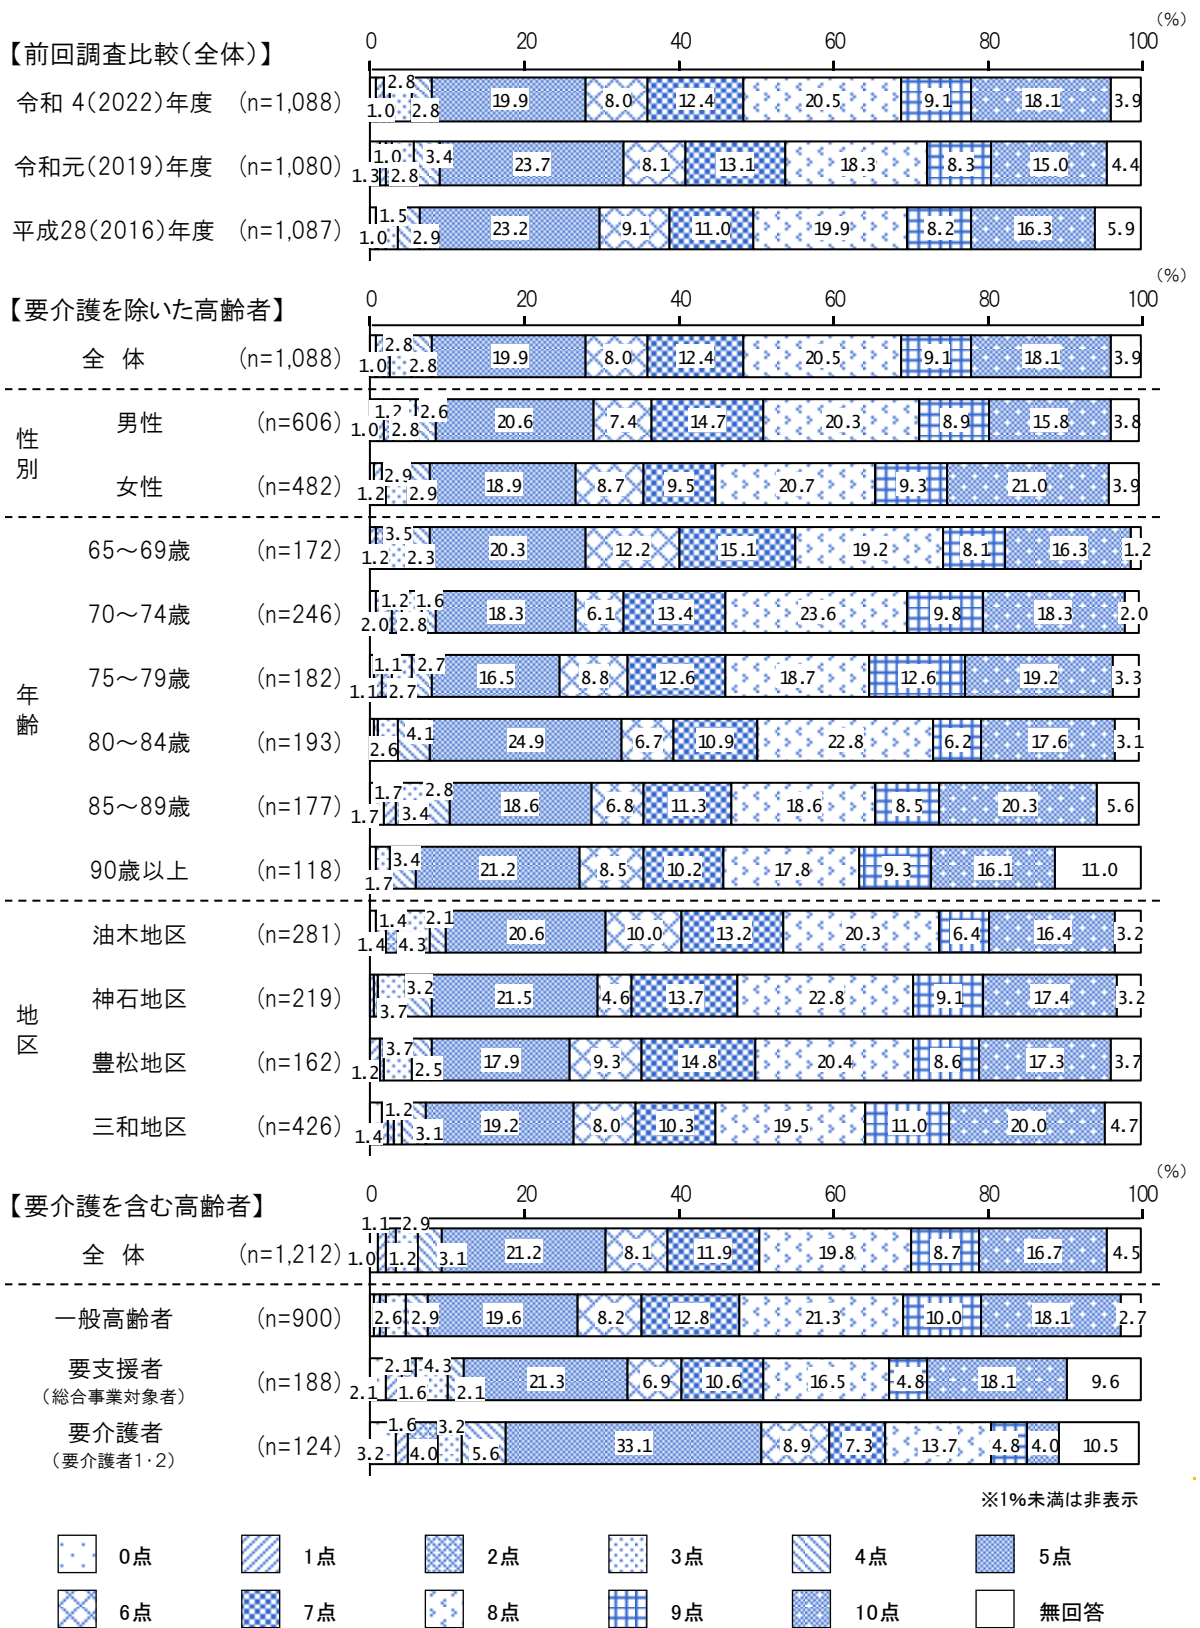 (%)
0 20 40 60 80 100
【前回調査比較(全体)】
令和 4(2022)年度 (n=1,088) 1.0 2.8 2.8 19.9 8.0 12.4 20.5 9.1 18.1 3.9
令和元(2019)年度 (n=1,080) 1.3 1.0 2.8 3.4 23.7 8.1 13.1 18.3 8.3 15.0 4.4
平成28(2016)年度 (n=1,087) 1.0 1.5 2.9 23.2 9.1 11.0 19.9 8.2 16.3 5.9
(%)
0 20 40 60 80 100
【要介護を除いた高齢者】
全 体 (n=1,088) 1.0 2.8 2.8 19.9 8.0 12.4 20.5 9.1 18.1 3.9
性別
男性 (n=606) 1.0 1.2 2.8 2.6 20.6 7.4 14.7 20.3 8.9 15.8 3.8
女性 (n=482) 1.2 2.9 2.9 18.9 8.7 9.5 20.7 9.3 21.0 3.9
年齢
65～69歳 (n=172) 1.2 3.5 2.3 20.3 12.2 15.1 19.2 8.1 16.3 1.2
70～74歳 (n=246) 2.0 1.2 2.8 1.6 18.3 6.1 13.4 23.6 9.8 18.3 2.0
75～79歳 (n=182) 1.1 1.1 2.7 2.7 16.5 8.8 12.6 18.7 12.6 19.2 3.3
80～84歳 (n=193) 2.6 4.1 24.9 6.7 10.9 22.8 6.2 17.6 3.1
85～89歳 (n=177) 1.7 1.7 3.4 2.8 18.6 6.8 11.3 18.6 8.5 20.3 5.6
90歳以上 (n=118) 1.7 3.4 21.2 8.5 10.2 17.8 9.3 16.1 11.0
地区
油木地区 (n=281) 1.4 1.4 4.3 2.1 20.6 10.0 13.2 20.3 6.4 16.4 3.2
神石地区 (n=219) 3.7 3.2 21.5 4.6 13.7 22.8 9.1 17.4 3.2
豊松地区 (n=162) 1.2 3.7 2.5 17.9 9.3 14.8 20.4 8.6 17.3 3.7
三和地区 (n=426) 1.4 1.2 3.1 19.2 8.0 10.3 19.5 11.0 20.0 4.7
(%)
0 20 40 60 80 100
【要介護を含む高齢者】
全 体 (n=1,212) 1.0 1.1 1.2 2.9 3.1 21.2 8.1 11.9 19.8 8.7 16.7 4.5
一般高齢者 (n=900) 2.6 2.9 19.6 8.2 12.8 21.3 10.0 18.1 2.7
要支援者 (n=188) 2.1 2.1 1.6 4.3 2.1 21.3 6.9 10.6 16.5 4.8 18.1 9.6
(総合事業対象者)
要介護者 (n=124) 3.2 1.6 4.0 3.2 5.6 33.1 8.9 7.3 13.7 4.8 4.0 10.5
(要介護者1・2)
※1%未満は非表示
0点 1点 2点 3点 4点 5点
6点 7点 8点 9点 10点 無回答